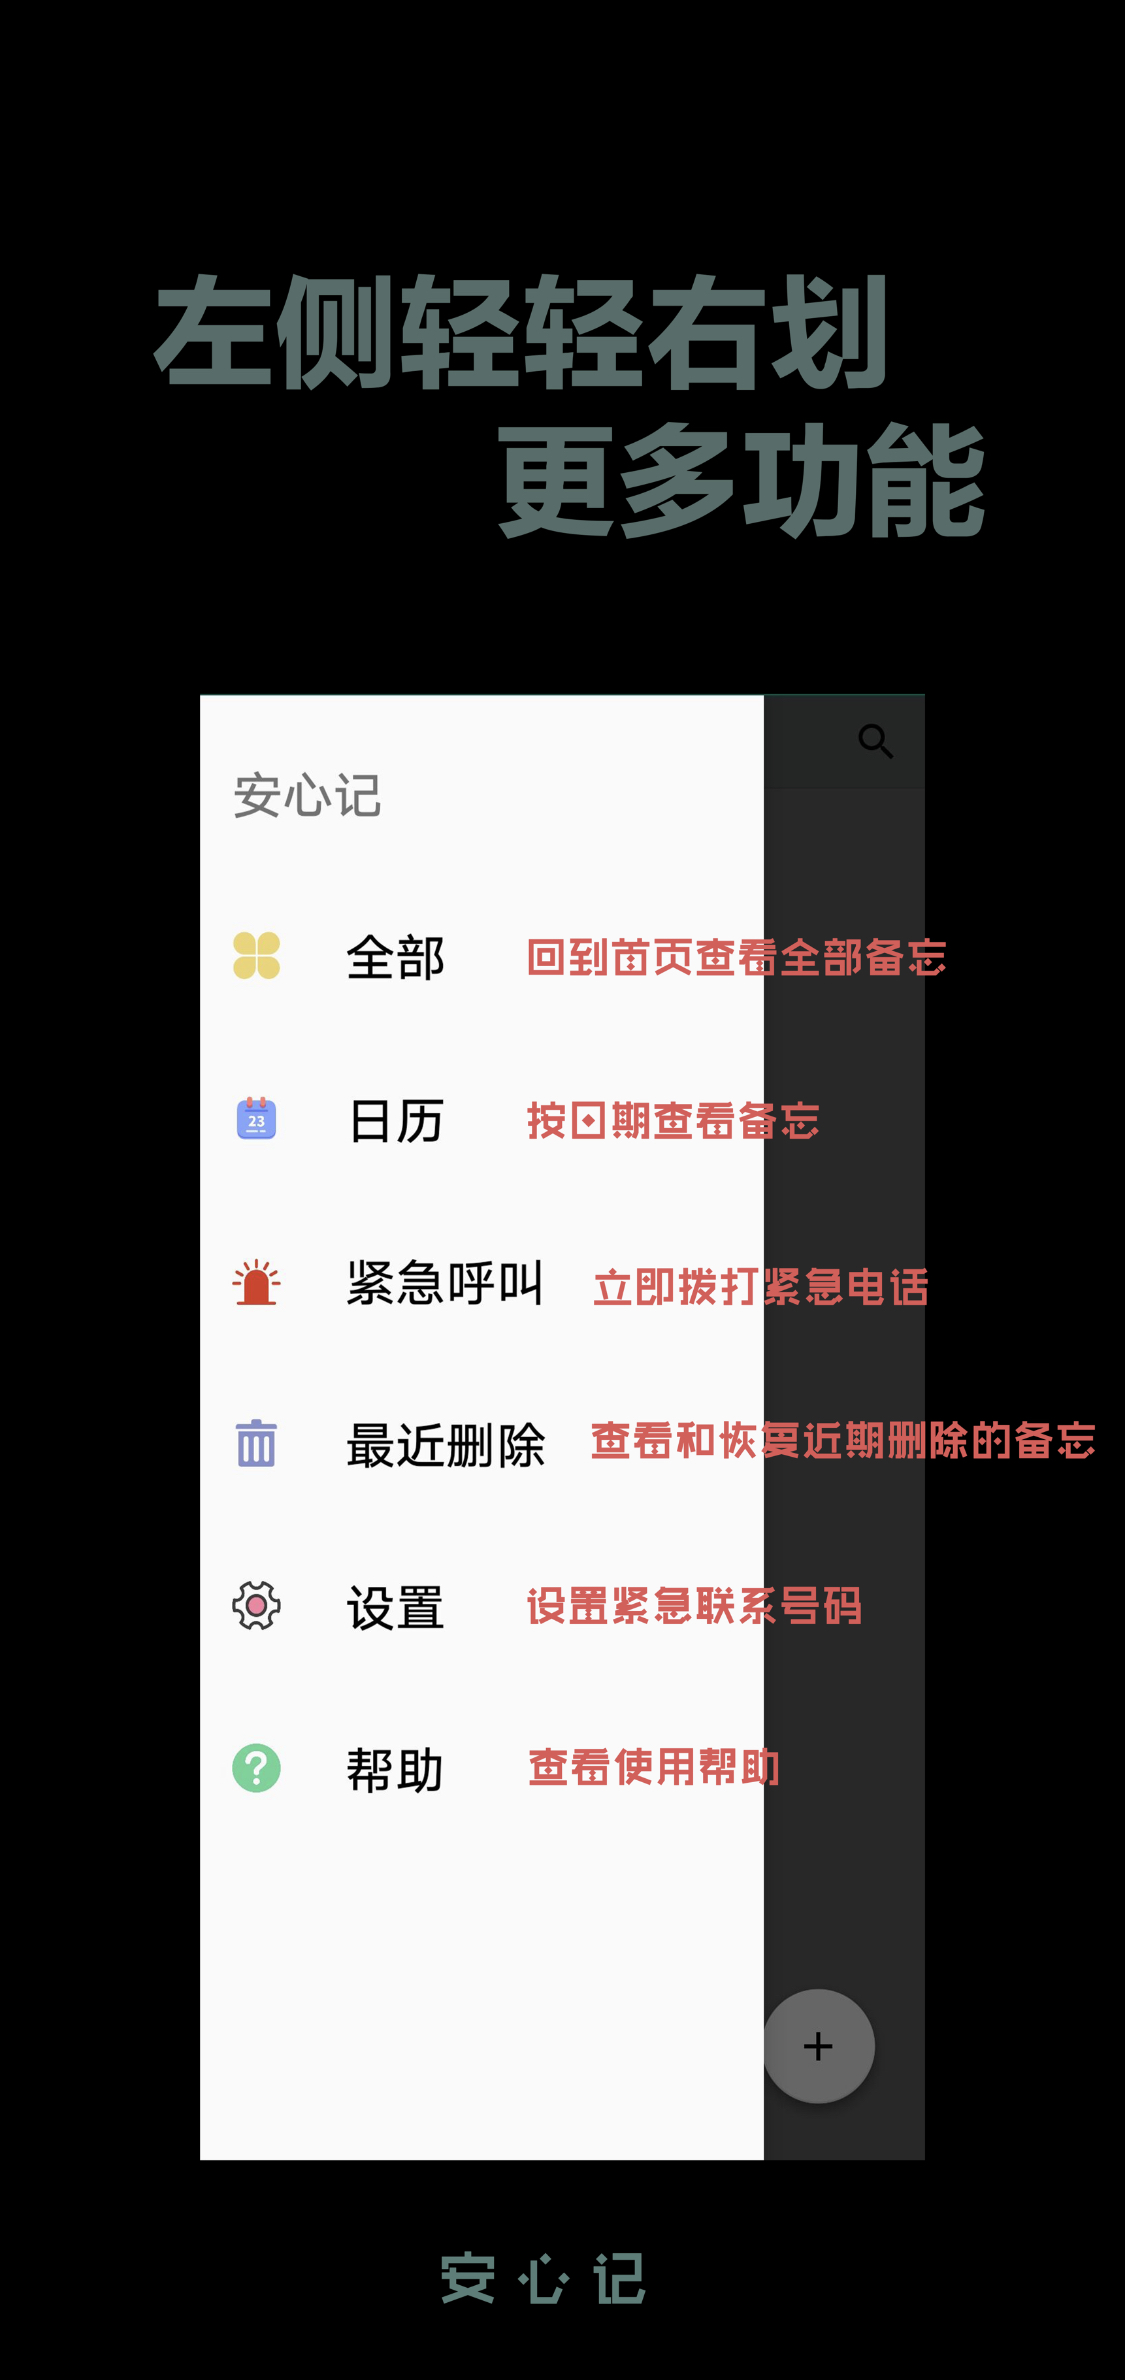 左侧轻轻右划
更多功能
安心记
全部 回到首页查看全部备忘
23
日历 按日期查看备忘
紧急呼叫 立即拨打紧急电话
最近删除 查看和恢复近期删除的备忘
设置 设置紧急联系号码
? 帮助 查看使用帮助
+
安心记